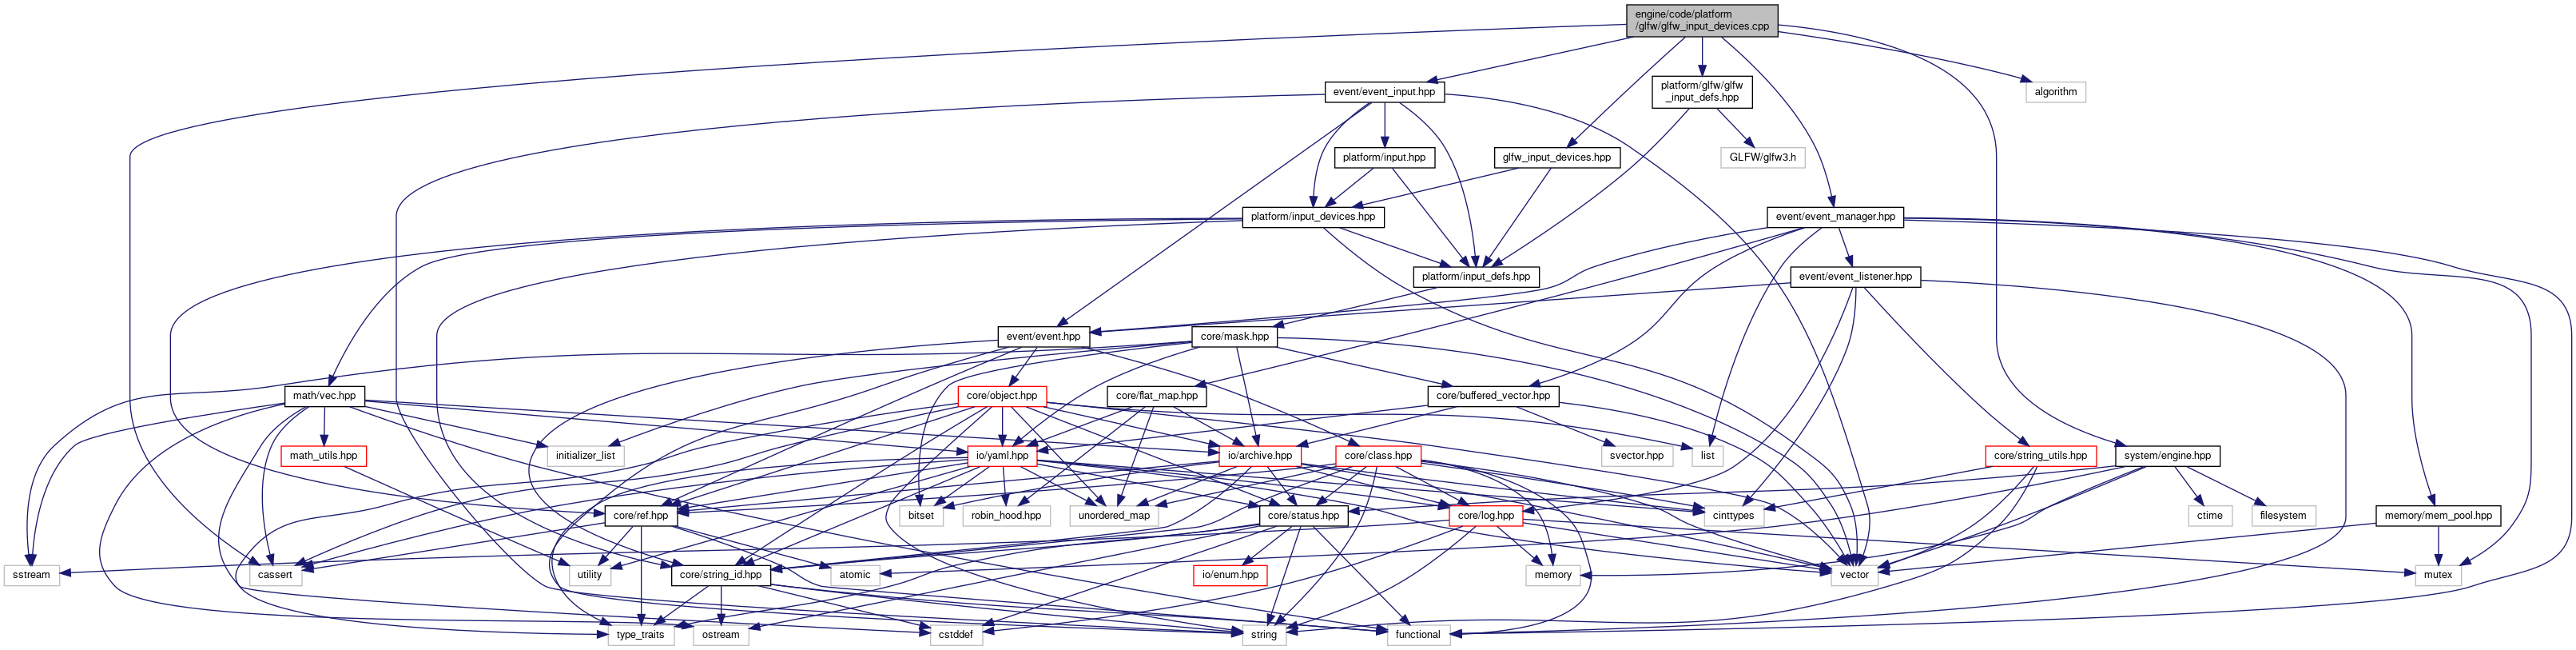 engine/code/platform
/glfw/glfw_input_devices.cpp
event/event_input.hpp
platform/glfw/glfw
_input_defs.hpp
algorithm
platform/input.hpp
glfw_input_devices.hpp
GLFW/glfw3.h
platform/input_devices.hpp
event/event_manager.hpp
platform/input_defs.hpp
event/event_listener.hpp
event/event.hpp
core/mask.hpp
math/vec.hpp
core/object.hpp
core/flat_map.hpp
core/buffered_vector.hpp
math_utils.hpp
initializer_list
io/yaml.hpp
io/archive.hpp
core/class.hpp
svector.hpp
list
core/string_utils.hpp
system/engine.hpp
core/ref.hpp
bitset
robin_hood.hpp
unordered_map
core/status.hpp
core/log.hpp
cinttypes
memory/mem_pool.hpp
ctime
filesystem
sstream
cassert
utility
core/string_id.hpp
atomic
io/enum.hpp
memory
vector
mutex
type_traits
ostream
cstddef
string
functional